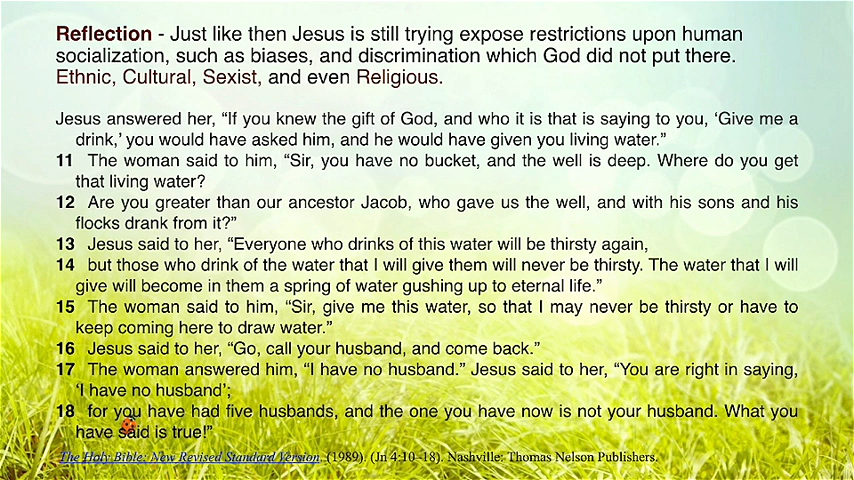 Reflection - Just like then Jesus is still trying expose restrictions upon human
socialization, such as biases, and discrimination which God did not put there.
Ethnic, Cultural, Sexist, and even Religious.
Jesus answered her, “If you knew the gift of God, and who it is that is saying to you, ‘Give me a
drink,’ you would have asked him, and he would have given you living water.”
11 The woman said to him, “Sir, you have no bucket, and the well is deep. Where do you get
that living water?
12 Are you greater than our ancestor Jacob, who gave us the well, and with his sons and his
flocks drank from it?”
13 Jesus said to her, “Everyone who drinks of this water will be thirsty again,
14 but those who drink of the water that I will give them will never be thirsty. The water that I will
give will become in them a spring of water gushing up to eternal life.”
15 The woman said to him, “Sir, give me this water, so that I may never be thirsty or have to
keep coming here to draw water.”
16 Jesus said to her, “Go, call your husband, and come back.”
17 The woman answered him, “I have no husband.” Jesus said to her, “You are right in saying,
‘I have no husband’;
18 for you have had five husbands, and the one you have now is not your husband. What you
have said is true!”
The Holy Bible: New Revised Standard Version. (1989). (Jn 4:10–18). Nashville: Thomas Nelson Publishers.